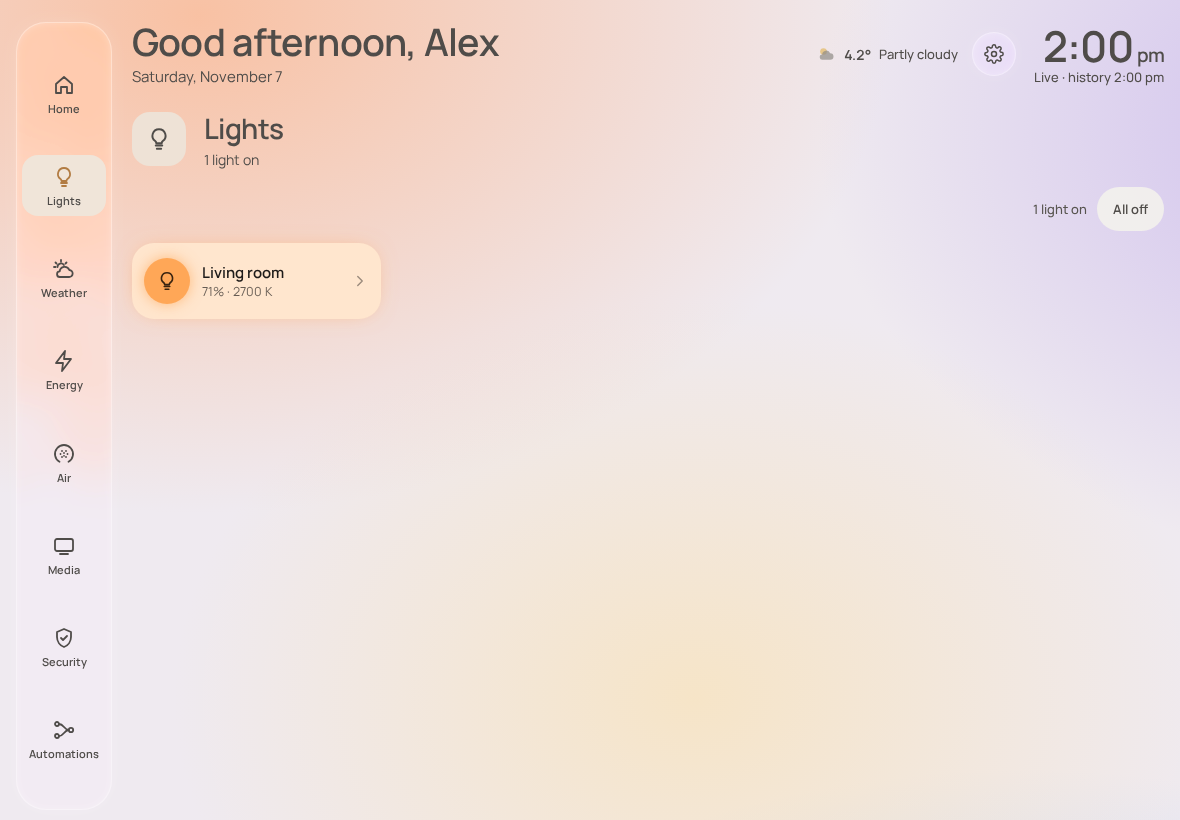 Good afternoon, Alex
Saturday, November 7
4.2° Partly cloudy
2:00 pm
Live · history 2:00 pm
Home
Lights
Weather
Energy
Air
Media
Security
Automations
Lights
1 light on
1 light on
All off
Living room
71% · 2700 K